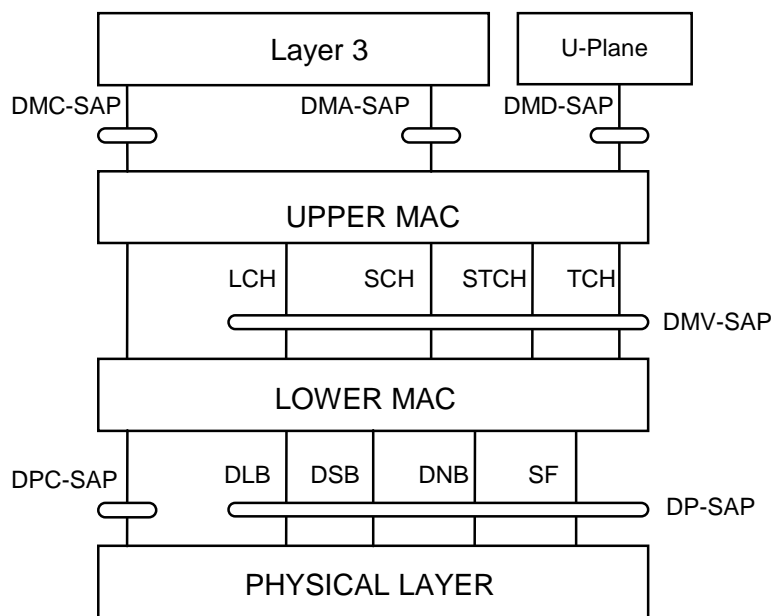 Layer 3
U-Plane
DMC-SAP
DMA-SAP
DMD-SAP
UPPER MAC
LCH
SCH
STCH
TCH
DMV-SAP
LOWER MAC
DPC-SAP
DLB
DSB
DNB
SF
DP-SAP
PHYSICAL LAYER